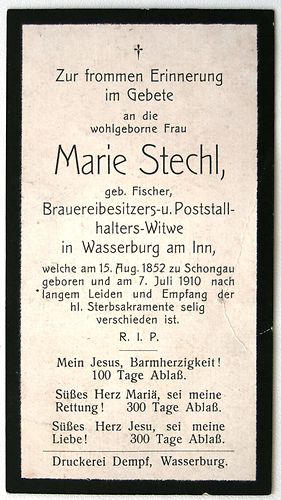 Zur frommen Erinnerung
im Gebete
an die
wohlgeborne Frau
Marie Stechl,
geb. Fischer,
Brauereibesitzers-u. Poststall-
halters-Witwe
in Wasserburg am Inn,
welche am 15. Aug. 1852 zu Schongau
geboren und am 7. Juli 1910 nach
langem Leiden und Empfang der
hl. Sterbsakramente selig
verschieden ist.
R. I. P.
Mein Jesus, Barmherzigkeit!
100 Tage Ablaß.
Süßes Herz Mariä, sei meine
Rettung! 300 Tage Ablaß.
Süßes Herz Jesu, sei meine
Liebe! 300 Tage Ablaß.
Druckerei Dempf, Wasserburg.